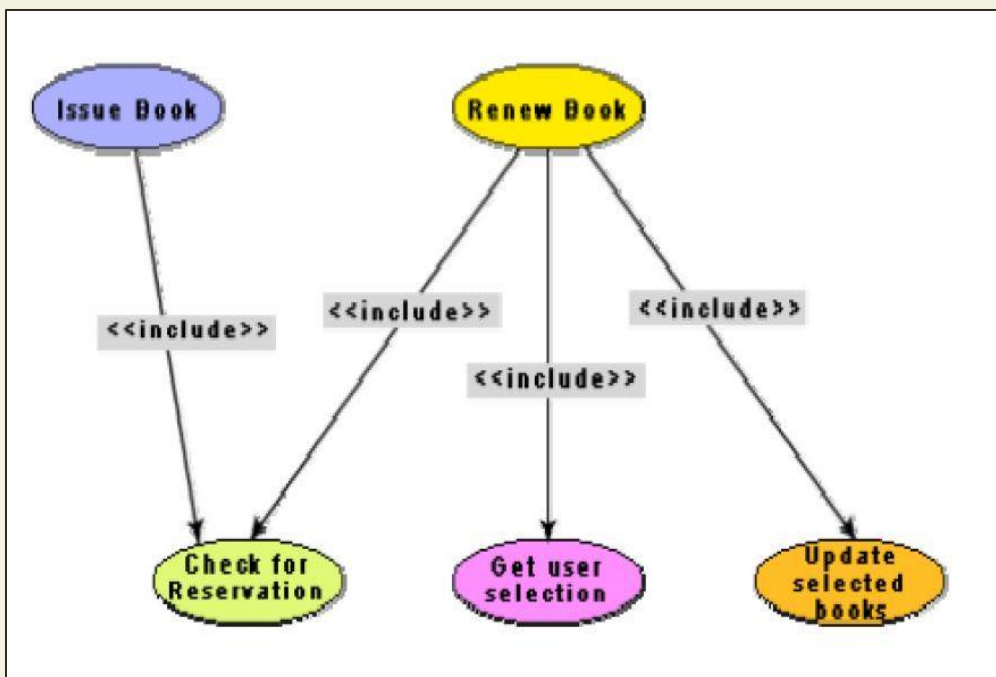 Issue Book
Renew Book
<<include>>
<<include>>
<<include>>
<<include>>
Check for
Reservation
Get user
selection
Update
selected
books